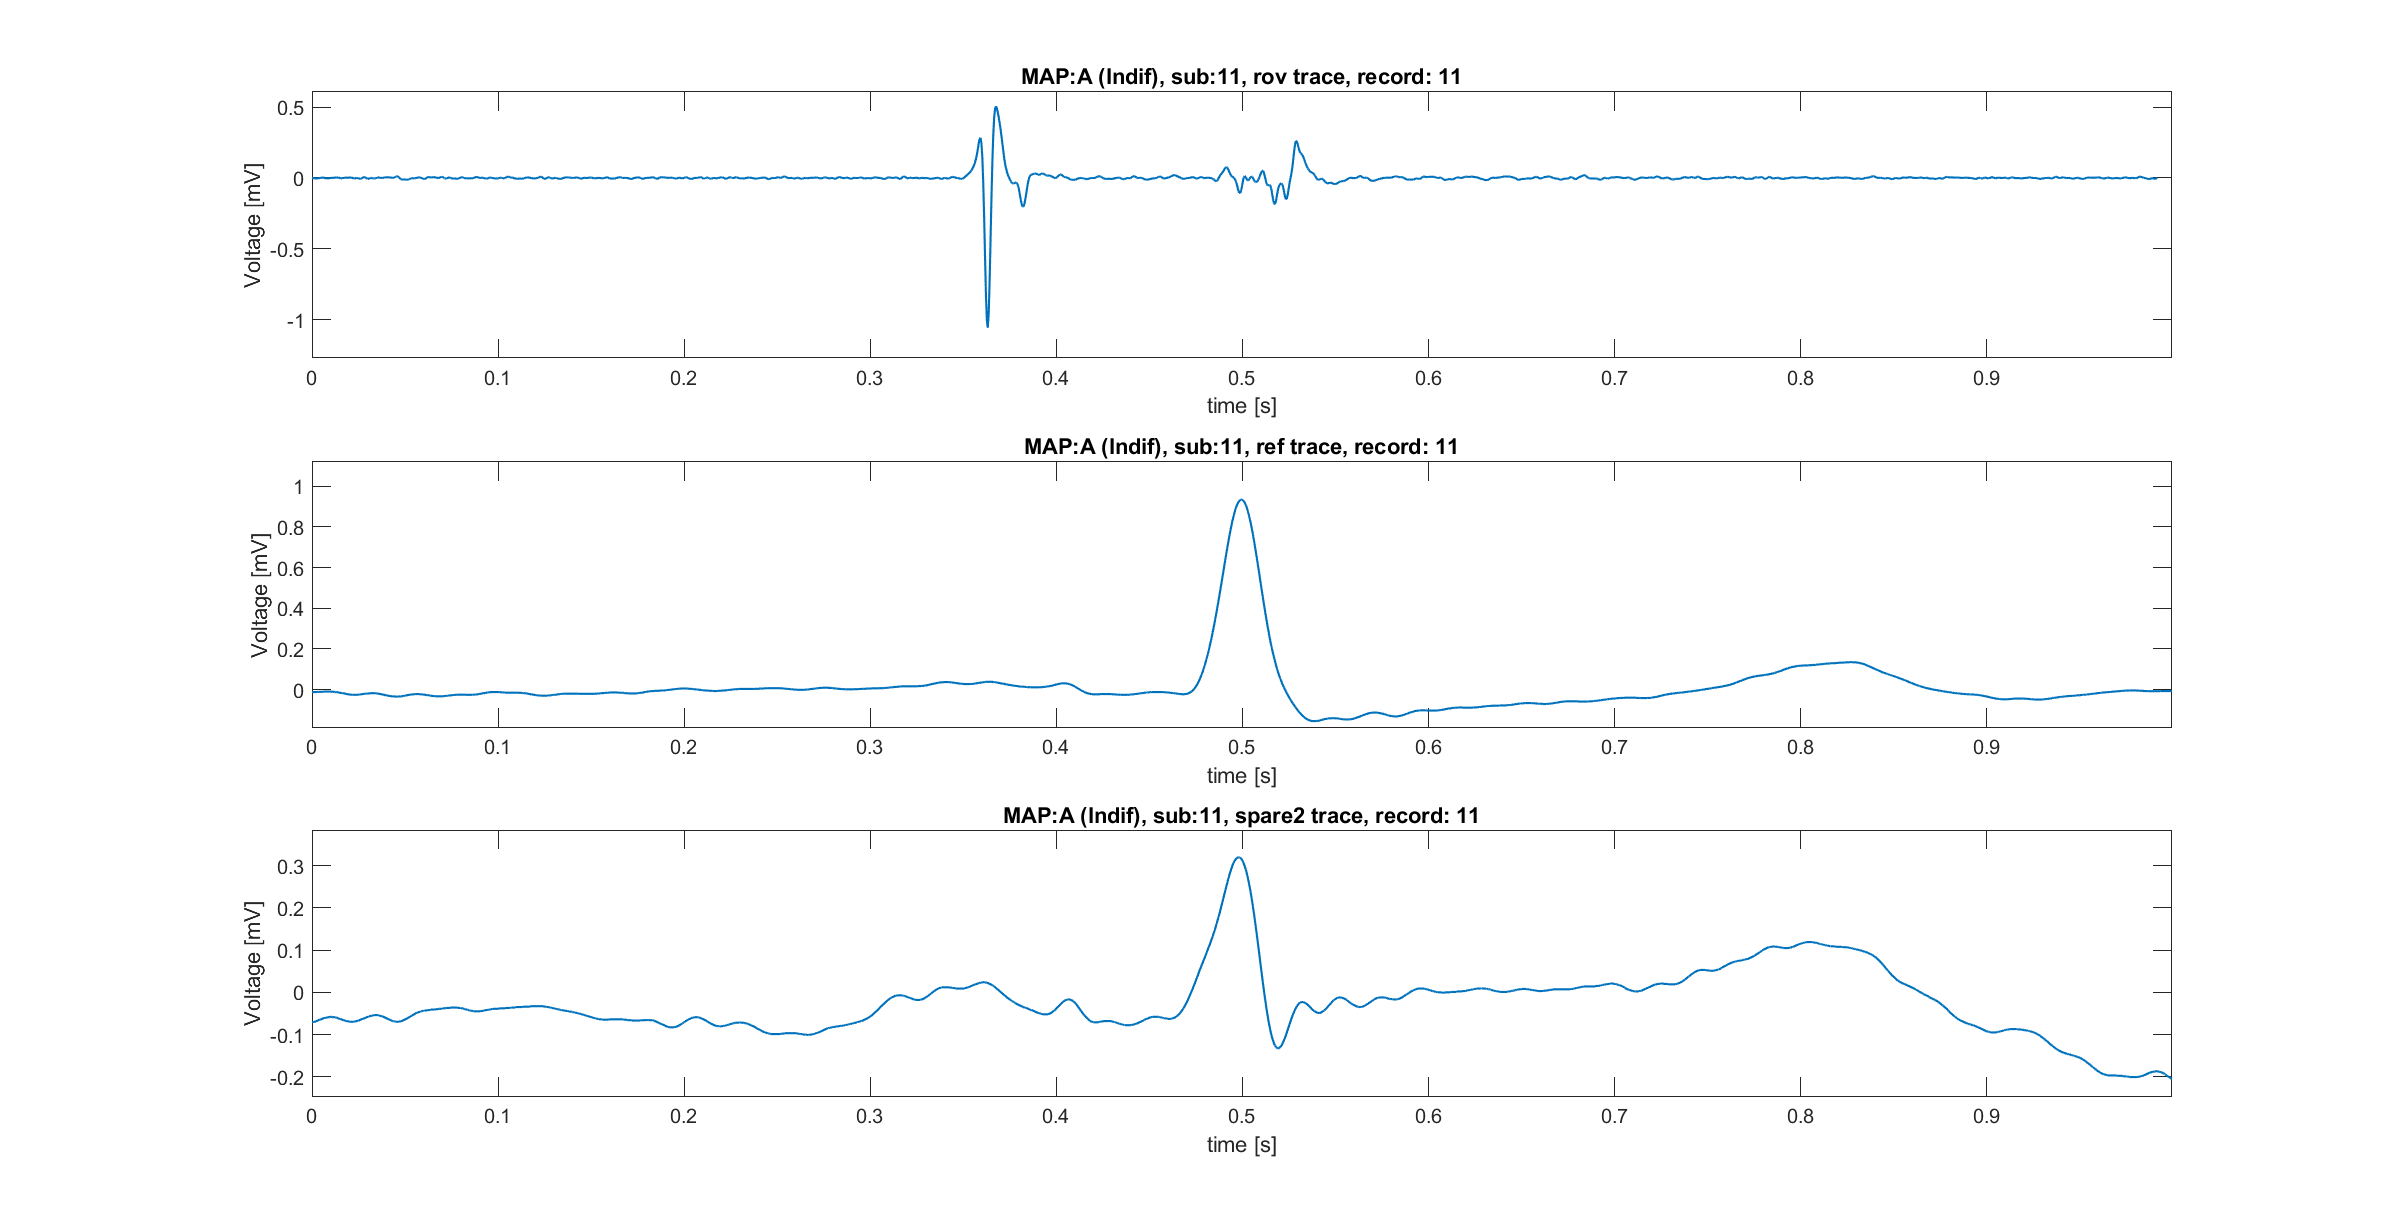 MAP:A (Indif), sub:11, rov trace, record: 11
0.5
0
-0.5
-1
Voltage [mV]
0 0.1 0.2 0.3 0.4 0.5 0.6 0.7 0.8 0.9
time [s]
MAP:A (Indif), sub:11, ref trace, record: 11
1
0.8
0.6
0.4
0.2
0
Voltage [mV]
0 0.1 0.2 0.3 0.4 0.5 0.6 0.7 0.8 0.9
time [s]
MAP:A (Indif), sub:11, spare2 trace, record: 11
0.3
0.2
0.1
0
-0.1
-0.2
Voltage [mV]
0 0.1 0.2 0.3 0.4 0.5 0.6 0.7 0.8 0.9
time [s]